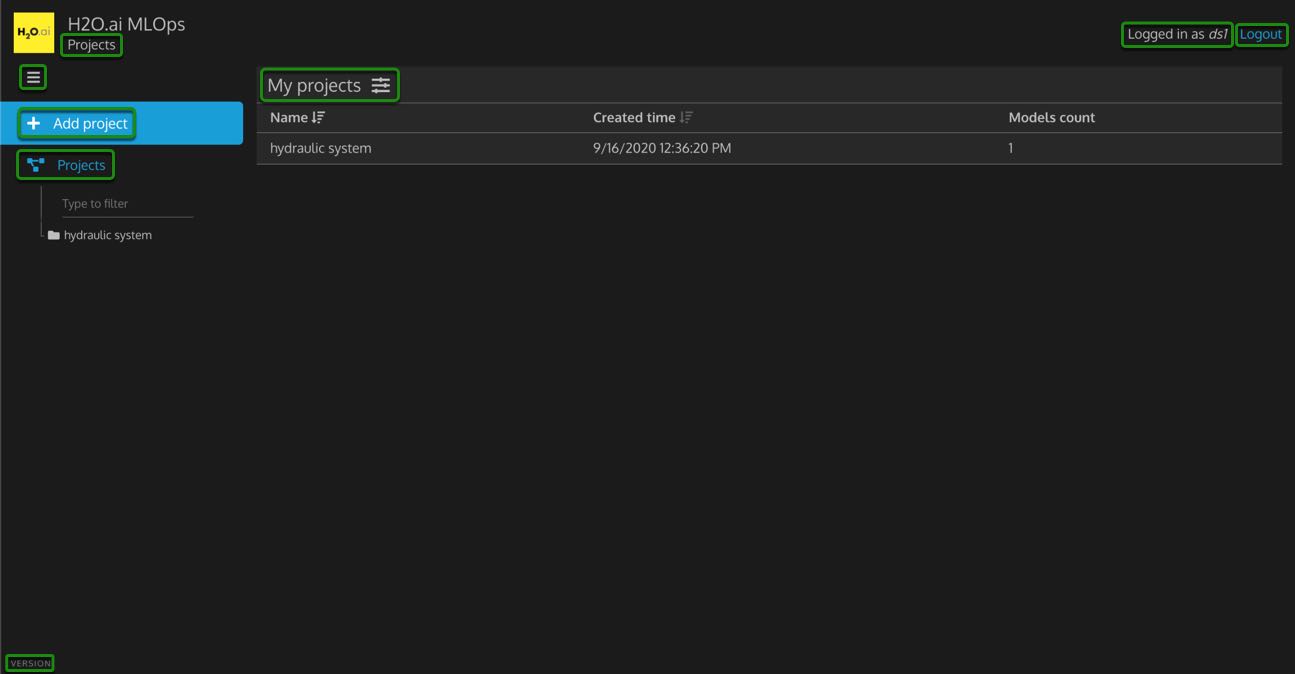 H2O.ai
H2O.ai MLOps
Projects
Logged in as ds1
Logout
Add project
Projects
Type to filter
hydraulic system
My projects
Name
Created time
Models count
hydraulic system
9/16/2020 12:36:20 PM
1
VERSION